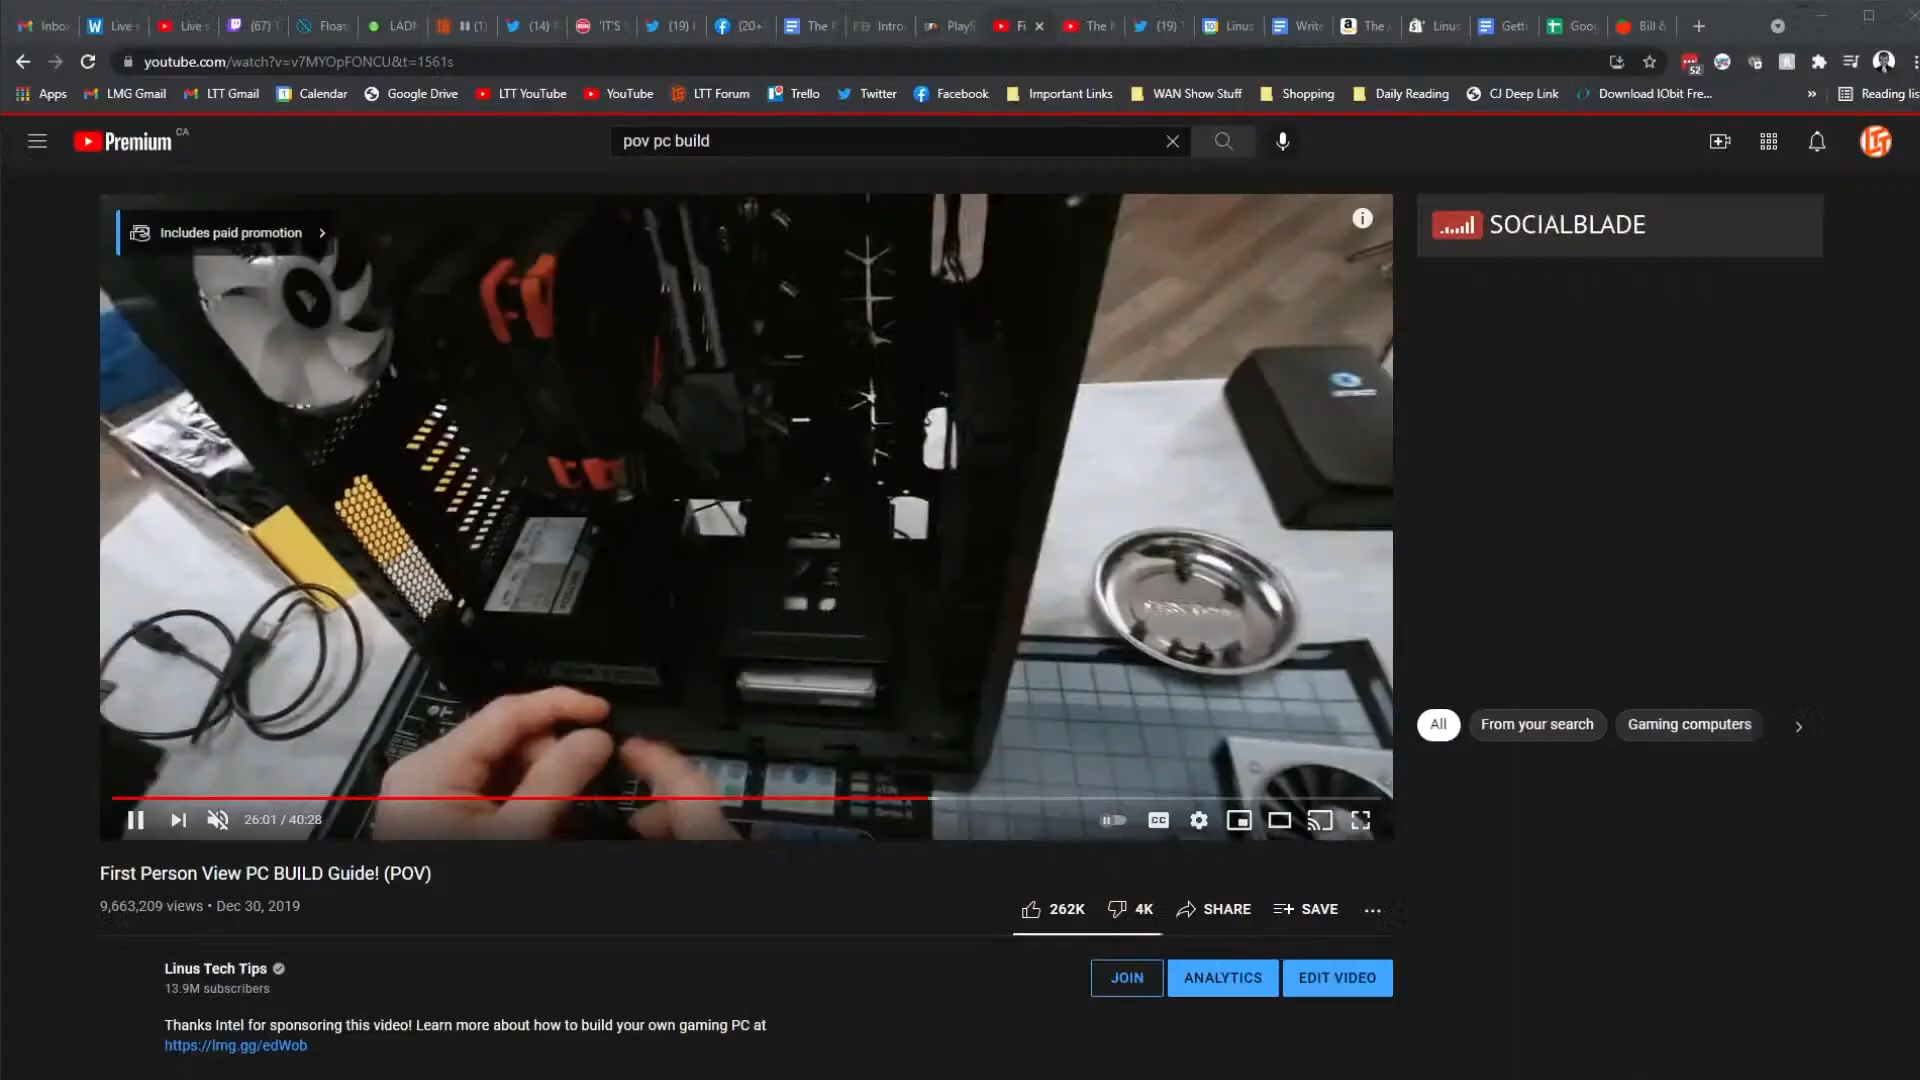 Inbo
Live
Live s
(67) T
Float
LADI
(1)
(14)
'IT'S
(19)
(20+
The
Intro
PlayS
Fi
The
(19)
Linus
Write
The
Linus
Getti
Goo
Bill &
youtube.com/watch?v=v7MYOpFONCU&t=1561s
52
Apps
LMG Gmail
LTT Gmail
Calendar
Google Drive
LTT YouTube
YouTube
LTT Forum
Trello
Twitter
Facebook
Important Links
WAN Show Stuff
Shopping
Daily Reading
CJ Deep Link
Download IObit Fre...
»
Reading lis
Premium CA
pov pc build
Includes paid promotion
SOCIALBLADE
All
From your search
Gaming computers
26:01 / 40:28
CC
First Person View PC BUILD Guide! (POV)
9,663,209 views • Dec 30, 2019
262K
4K
SHARE
SAVE
Linus Tech Tips
13.9M subscribers
JOIN
ANALYTICS
EDIT VIDEO
Thanks Intel for sponsoring this video! Learn more about how to build your own gaming PC at
https://lmg.gg/edWob